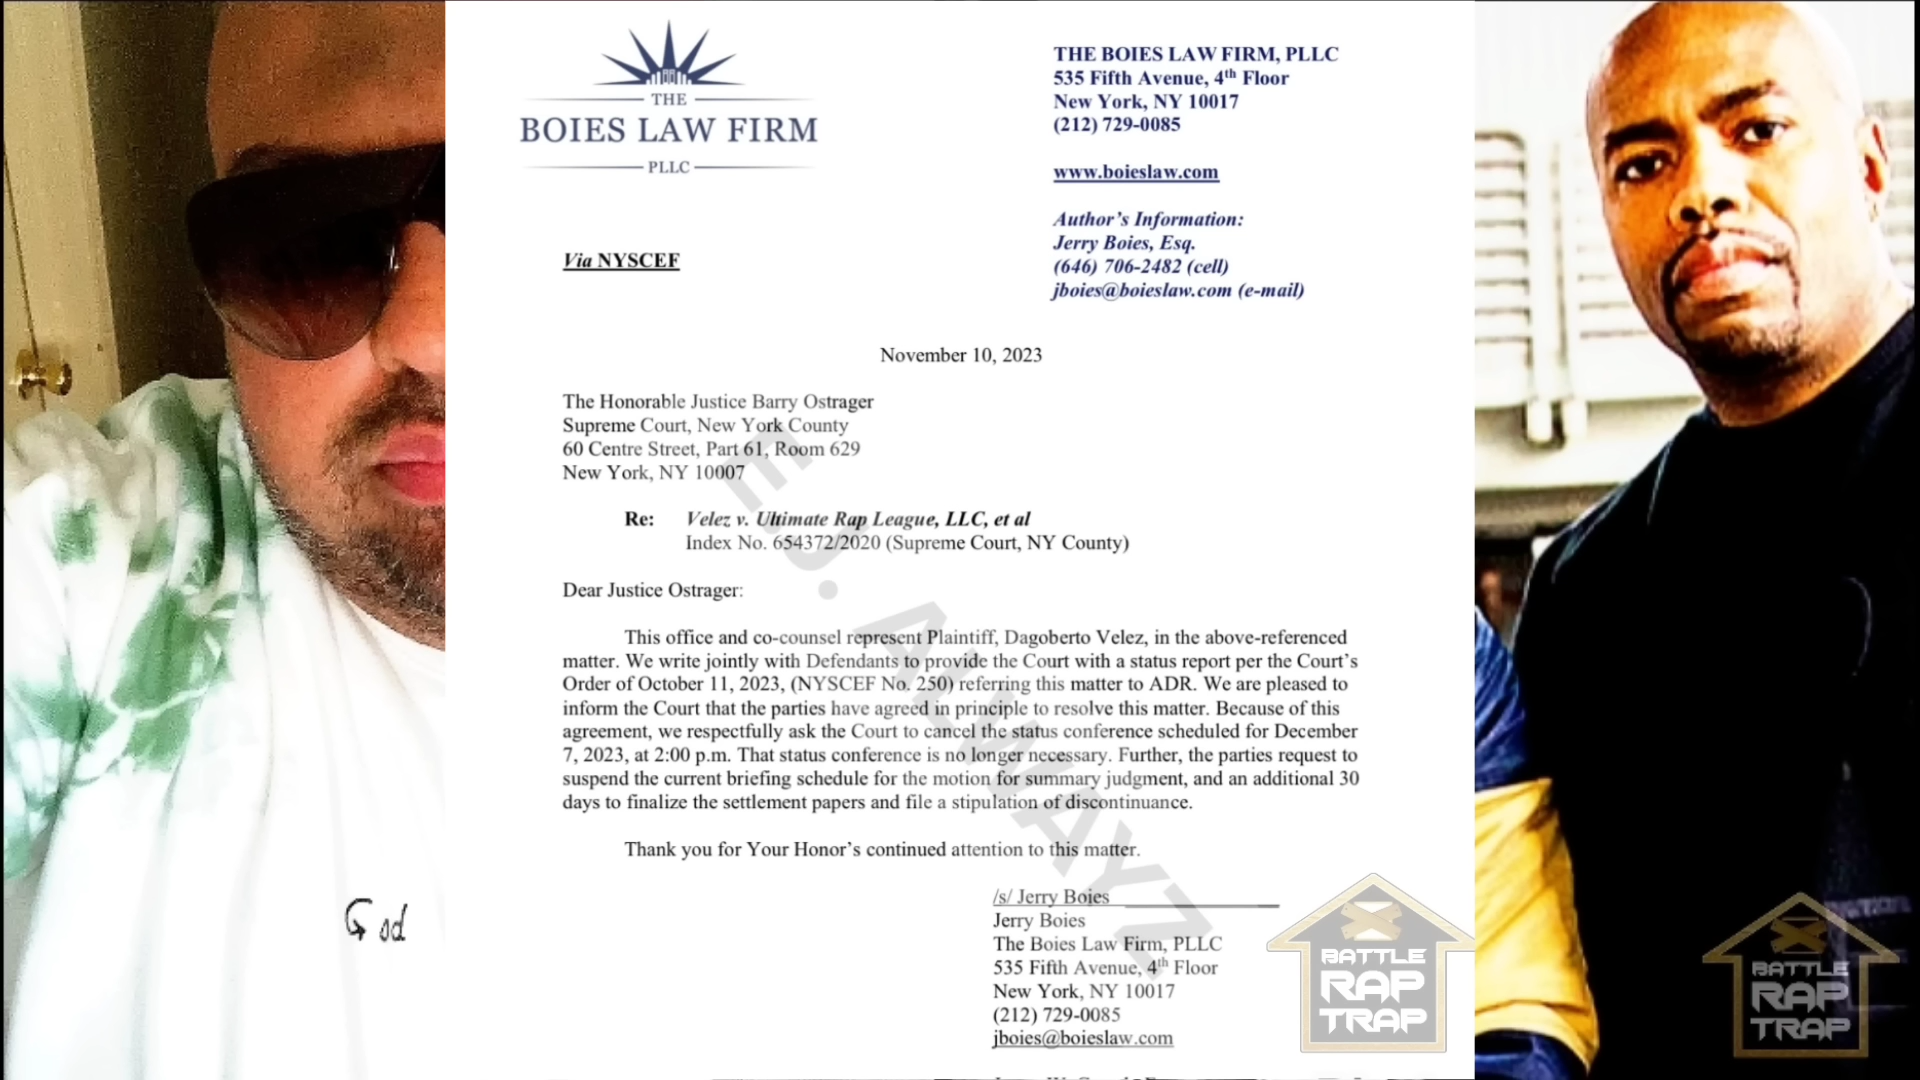 THE
BOIES LAW FIRM
PLLC
THE BOIES LAW FIRM, PLLC
535 Fifth Avenue, 4th Floor
New York, NY 10017
(212) 729-0085
www.boieslaw.com
Author's Information:
Jerry Boies, Esq.
(646) 706-2482 (cell)
jboies@boieslaw.com (e-mail)
Via NYSCEF
November 10, 2023
The Honorable Justice Barry Ostrager
Supreme Court, New York County
60 Centre Street, Part 61, Room 629
New York, NY 10007
Re: Velez v. Ultimate Rap League, LLC, et al
Index No. 654372/2020 (Supreme Court, NY County)
Dear Justice Ostrager:
This office and co-counsel represent Plaintiff, Dagoberto Velez, in the above-referenced
matter. We write jointly with Defendants to provide the Court with a status report per the Court's
Order of October 11, 2023, (NYSCEF No. 250) referring this matter to ADR. We are pleased to
inform the Court that the parties have agreed in principle to resolve this matter. Because of this
agreement, we respectfully ask the Court to cancel the status conference scheduled for December
7, 2023, at 2:00 p.m. That status conference is no longer necessary. Further, the parties request to
suspend the current briefing schedule for the motion for summary judgment, and an additional 30
days to finalize the settlement papers and file a stipulation of discontinuance.
Thank you for Your Honor's continued attention to this matter.
/s/ Jerry Boies
Jerry Boies
The Boies Law Firm, PLLC
535 Fifth Avenue, 4th Floor
New York, NY 10017
(212) 729-0085
jboies@boieslaw.com
EJ. ALWAYZ
God
BATTLE
RAP
TRAP
BATTLE
RAP
TRAP